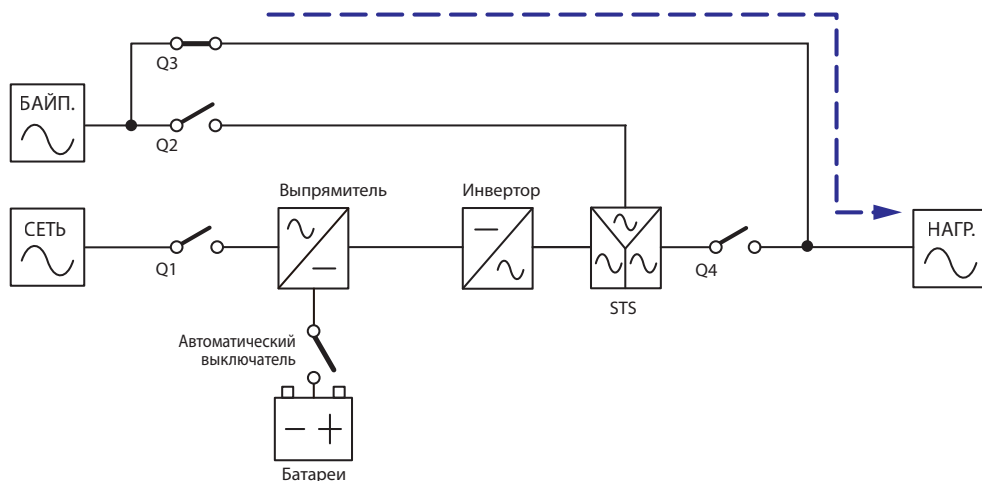 Q3
БАЙП.
Q2
Выпрямитель
Инвертор
СЕТЬ
НАГР.
Q1
Q4
STS
Автоматический
выключатель
Батареи